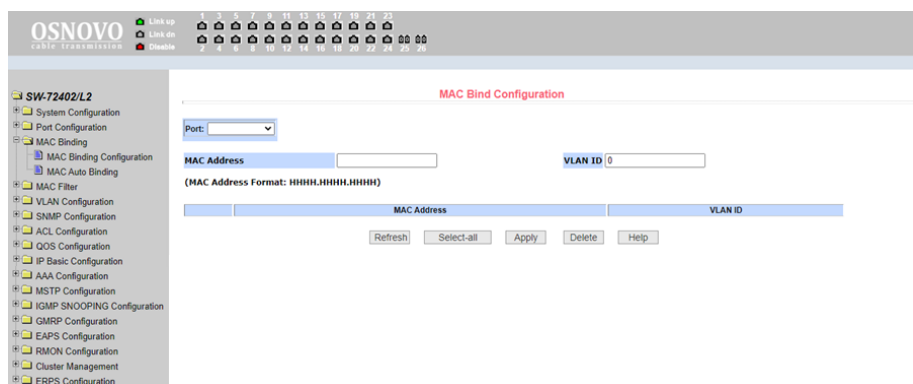 1 3 5 7 9 11 13 15 17 19 21 23
OSNOVO
cable transmission
Link up
Link dn
Disable
2 4 6 8 10 12 14 16 18 20 22 24 25 26
SW-72402/L2
System Configuration
Port Configuration
MAC Binding
MAC Binding Configuration
MAC Auto Binding
MAC Filter
VLAN Configuration
SNMP Configuration
ACL Configuration
QOS Configuration
IP Basic Configuration
AAA Configuration
MSTP Configuration
IGMP SNOOPING Configuration
GMRP Configuration
EAPS Configuration
RMON Configuration
Cluster Management
ERPS Configuration
MAC Bind Configuration
Port:
MAC Address VLAN ID 0
(MAC Address Format: HHHH.HHHH.HHHH)
MAC Address VLAN ID
Refresh Select-all Apply Delete Help